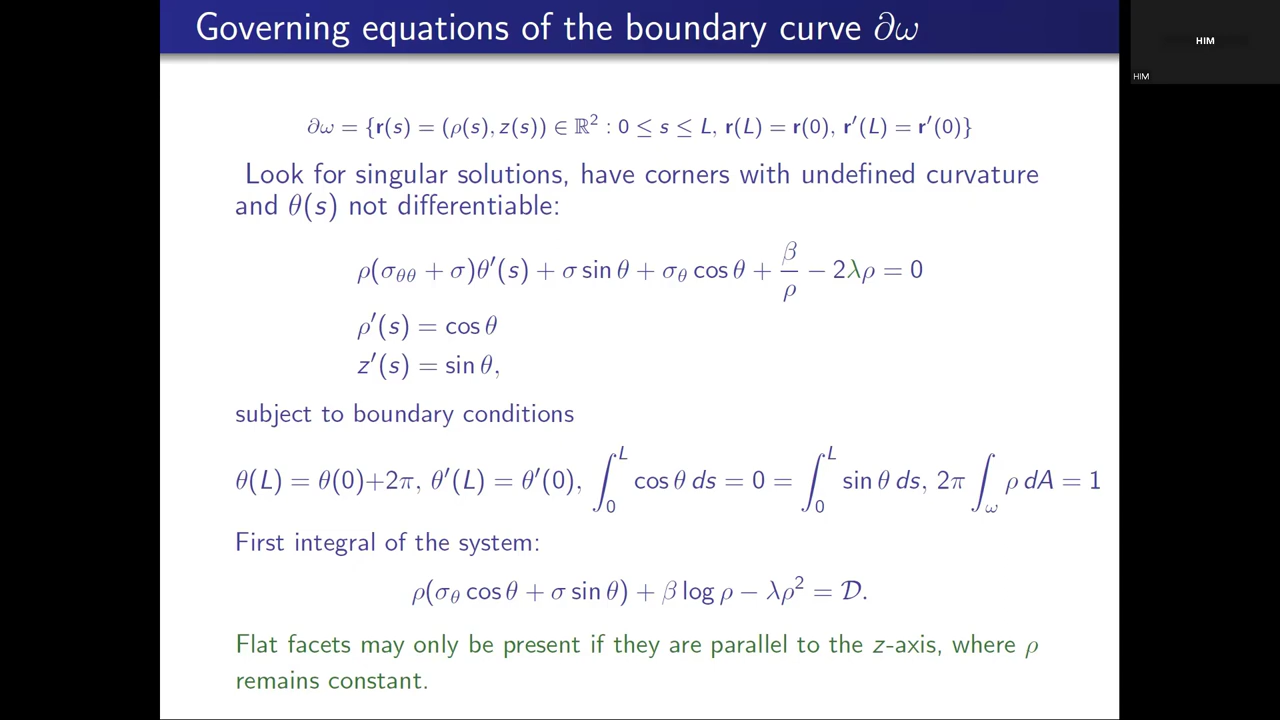 Governing equations of the boundary curve ∂ω
HIM
HIM
∂ω = {r(s) = (ρ(s), z(s)) ∈ ℝ² : 0 ≤ s ≤ L, r(L) = r(0), r′(L) = r′(0)}
Look for singular solutions, have corners with undefined curvature
and θ(s) not differentiable:
ρ(σ_θθ + σ)θ′(s) + σ sin θ + σ_θ cos θ + β/ρ − 2λρ = 0
ρ′(s) = cos θ
z′(s) = sin θ,
subject to boundary conditions
θ(L) = θ(0)+2π, θ′(L) = θ′(0), ∫₀ᴸ cos θ ds = 0 = ∫₀ᴸ sin θ ds, 2π ∫_ω ρ dA = 1
First integral of the system:
ρ(σ_θ cos θ + σ sin θ) + β log ρ − λρ² = 𝒟.
Flat facets may only be present if they are parallel to the z-axis, where ρ
remains constant.